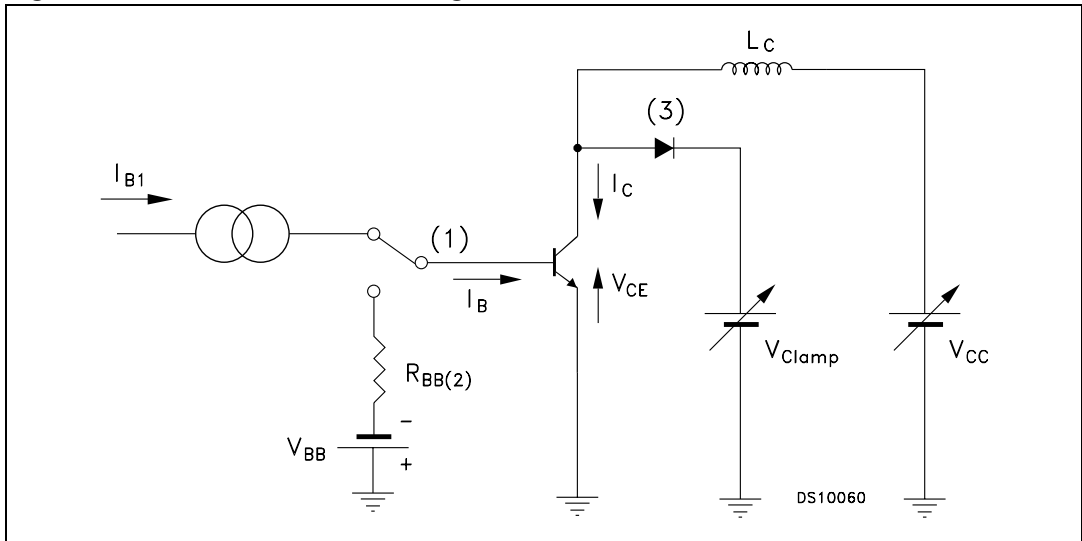 L C
(3)
I B1
I C
(1)
I B
V CE
R BB(2)
V Clamp
V CC
V BB
−
+
DS10060